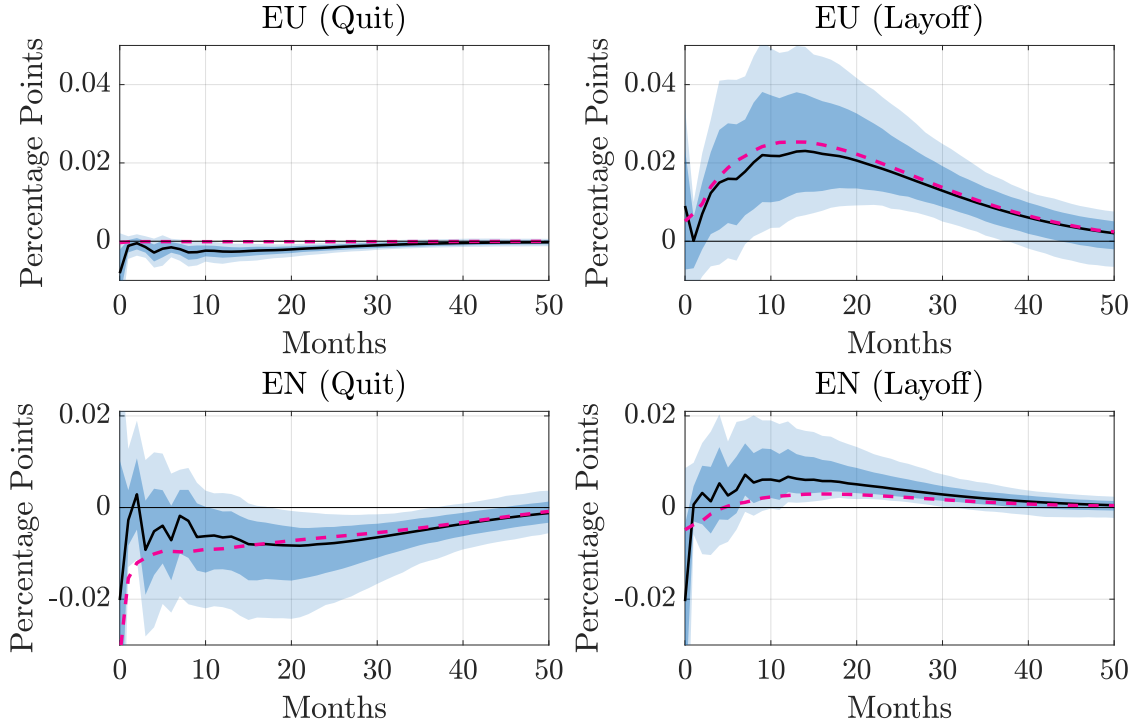 EU (Quit)
EU (Layoff)
Percentage Points
0.04
0.02
0
0 10 20 30 40 50
Months
Percentage Points
0.04
0.02
0
0 10 20 30 40 50
Months
EN (Quit)
EN (Layoff)
Percentage Points
0.02
0
-0.02
0 10 20 30 40 50
Months
Percentage Points
0.02
0
-0.02
0 10 20 30 40 50
Months